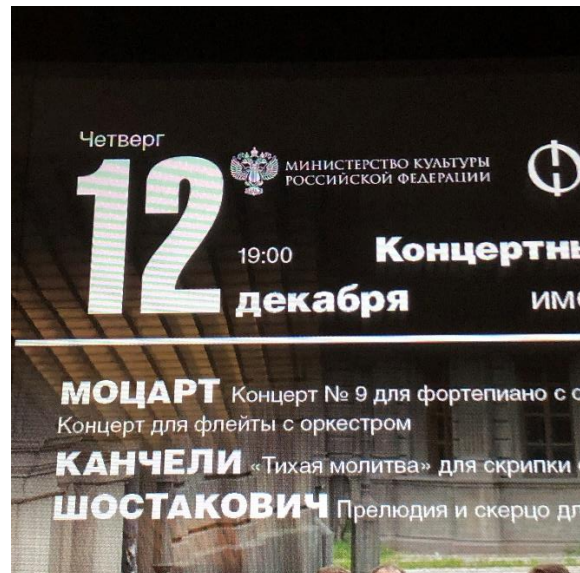 Четверг
12
МИНИСТЕРСТВО КУЛЬТУРЫ
РОССИЙСКОЙ ФЕДЕРАЦИИ
19:00
декабря
МОЦАРТ Концерт № 9 для фортепиано с
Концерт для флейты с оркестром
КАНЧЕЛИ «Тихая молитва» для скрипки
ШОСТАКОВИЧ Прелюдия и скерцо